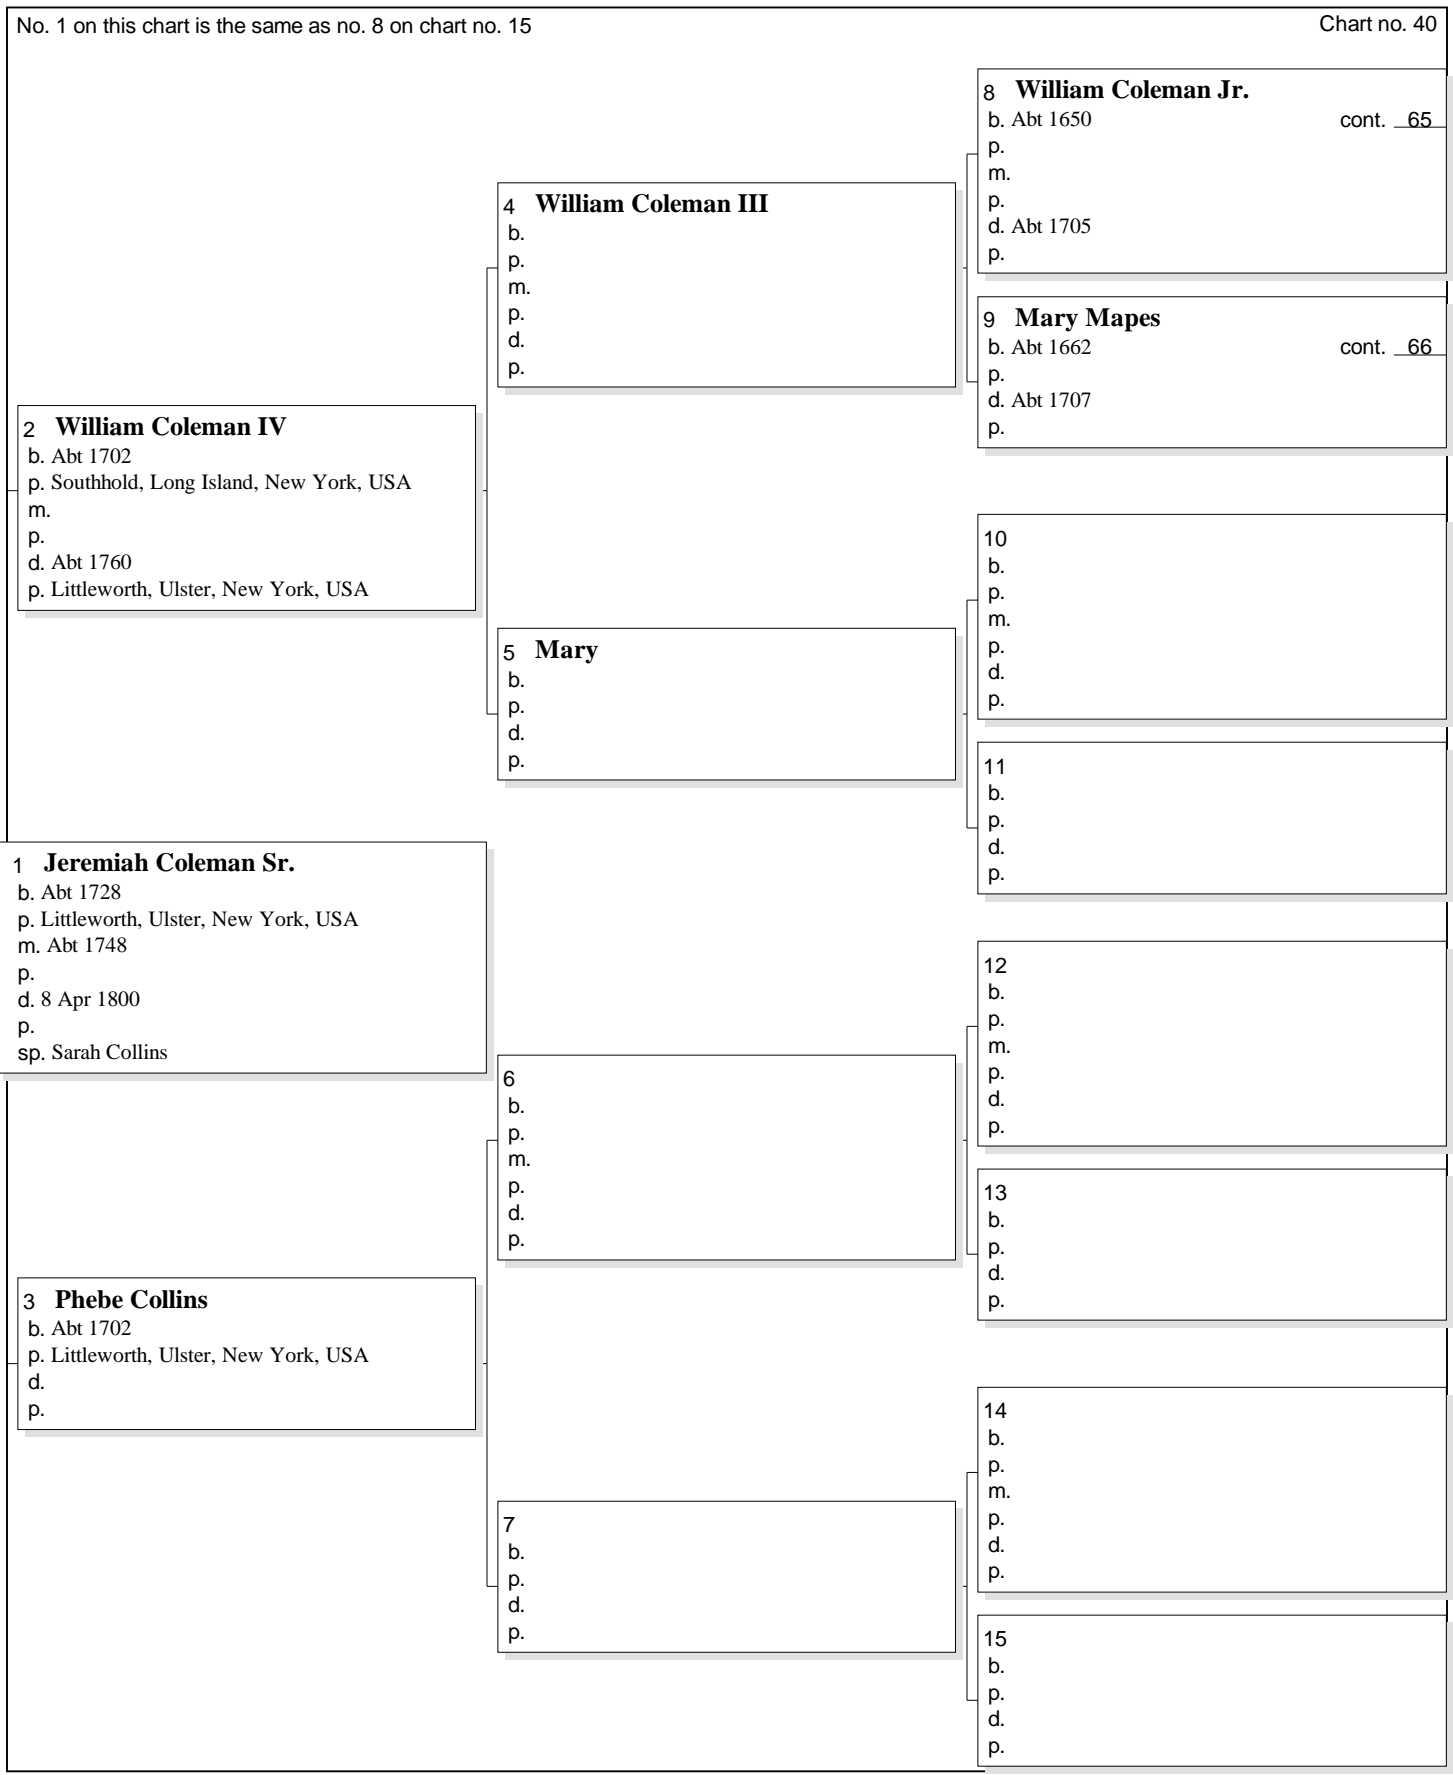 No. 1 on this chart is the same as no. 8 on chart no. 15
Chart no. 40
8 William Coleman Jr.
b. Abt 1650 cont. 65
p.
m.
p.
d. Abt 1705
p.
4 William Coleman III
b.
p.
m.
p.
d.
p.
9 Mary Mapes
b. Abt 1662 cont. 66
p.
d. Abt 1707
p.
2 William Coleman IV
b. Abt 1702
p. Southhold, Long Island, New York, USA
m.
p.
d. Abt 1760
p. Littleworth, Ulster, New York, USA
10
b.
p.
m.
p.
d.
p.
5 Mary
b.
p.
d.
p.
11
b.
p.
d.
p.
1 Jeremiah Coleman Sr.
b. Abt 1728
p. Littleworth, Ulster, New York, USA
m. Abt 1748
p.
d. 8 Apr 1800
p.
sp. Sarah Collins
12
b.
p.
m.
p.
d.
p.
6
b.
p.
m.
p.
d.
p.
13
b.
p.
d.
p.
3 Phebe Collins
b. Abt 1702
p. Littleworth, Ulster, New York, USA
d.
p.
14
b.
p.
m.
p.
d.
p.
7
b.
p.
d.
p.
15
b.
p.
d.
p.